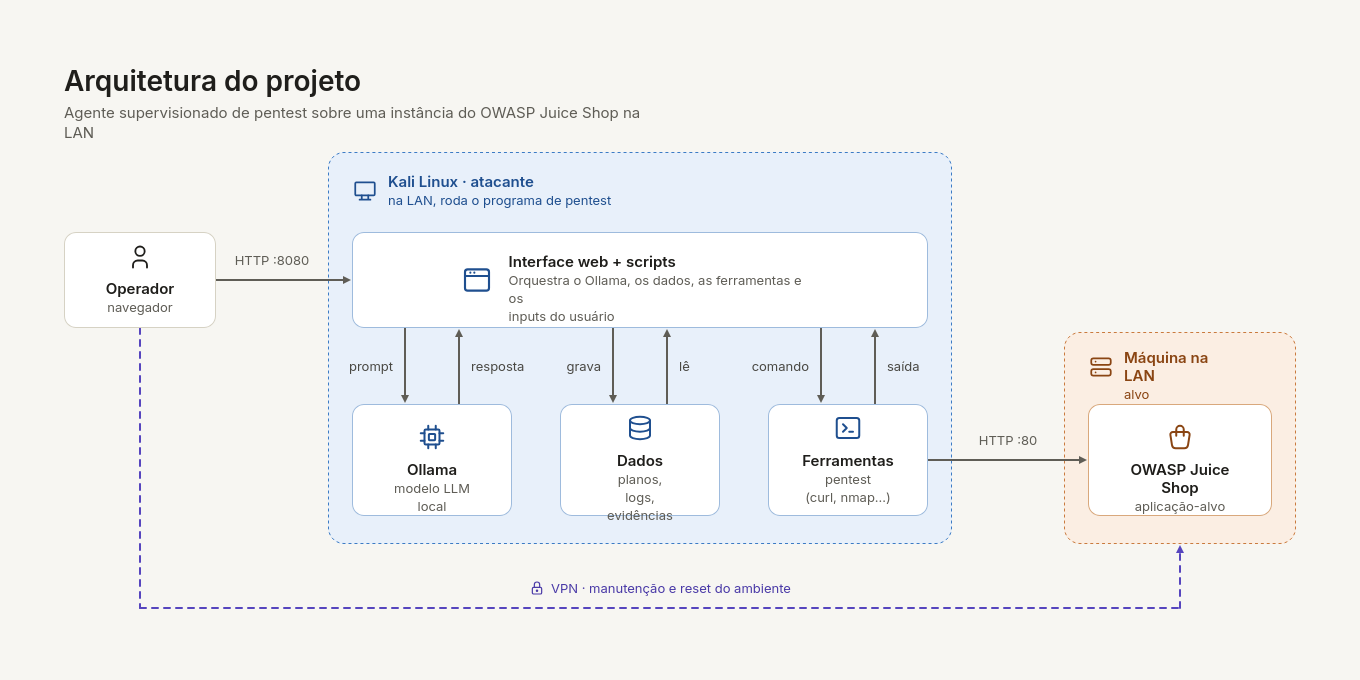 Arquitetura do projeto
Agente supervisionado de pentest sobre uma instância do OWASP Juice Shop na
LAN
Kali Linux · atacante
na LAN, roda o programa de pentest
Operador
navegador
HTTP :8080
Interface web + scripts
Orquestra o Ollama, os dados, as ferramentas e
os
inputs do usuário
prompt
resposta
grava
lê
comando
saída
Ollama
modelo LLM
local
Dados
planos,
logs,
evidências
Ferramentas
pentest
(curl, nmap...)
HTTP :80
Máquina na
LAN
alvo
OWASP Juice
Shop
aplicação-alvo
VPN · manutenção e reset do ambiente